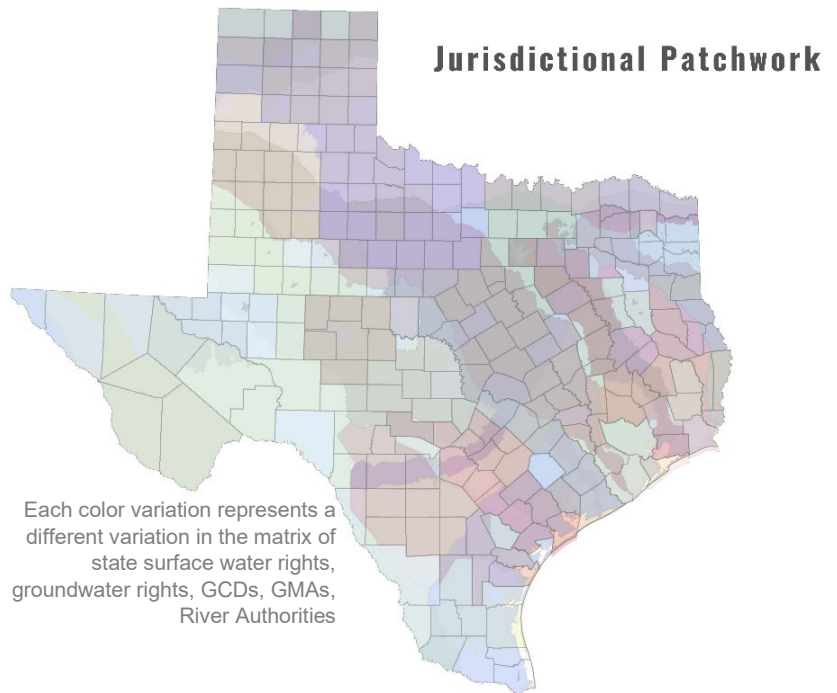 Jurisdictional Patchwork
Each color variation represents a
different variation in the matrix of
state surface water rights,
groundwater rights, GCDs, GMAs,
River Authorities